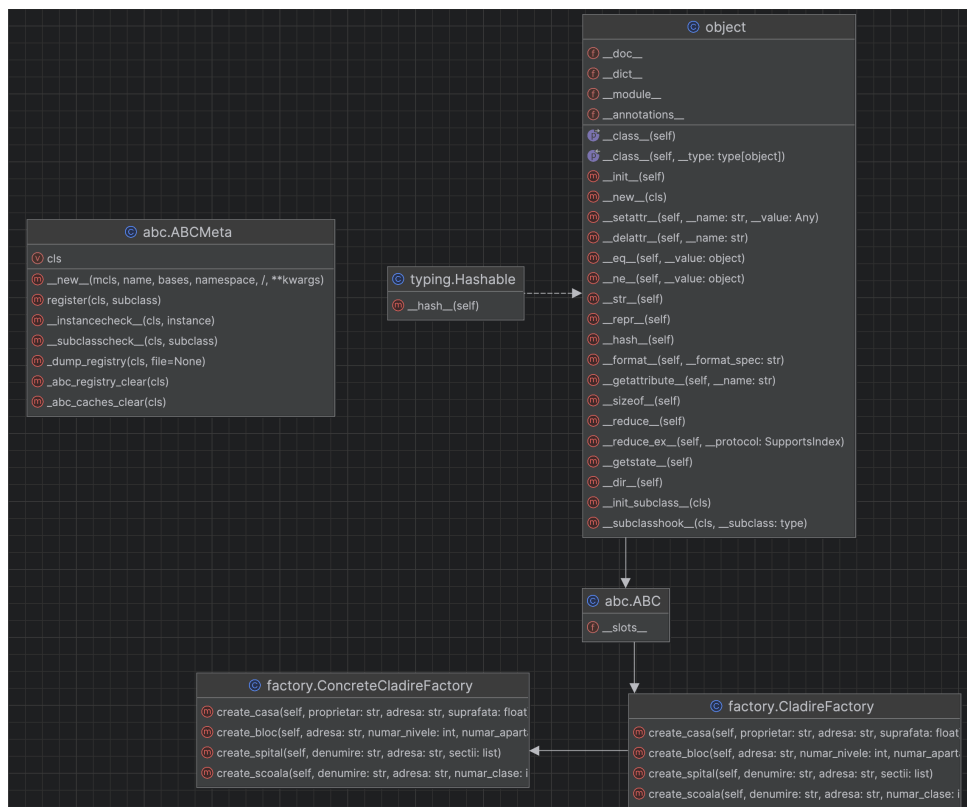 object
__doc__
__dict__
__module__
__annotations__
__class__(self)
__class__(self, __type: type[object])
__init__(self)
__new__(cls)
__setattr__(self, __name: str, __value: Any)
__delattr__(self, __name: str)
__eq__(self, __value: object)
__ne__(self, __value: object)
__str__(self)
__repr__(self)
__hash__(self)
__format__(self, __format_spec: str)
__getattribute__(self, __name: str)
__sizeof__(self)
__reduce__(self)
__reduce_ex__(self, __protocol: SupportsIndex)
__getstate__(self)
__dir__(self)
__init_subclass__(cls)
__subclasshook__(cls, __subclass: type)
abc.ABCMeta
cls
__new__(mcls, name, bases, namespace, /, **kwargs)
register(cls, subclass)
__instancecheck__(cls, instance)
__subclasscheck__(cls, subclass)
_dump_registry(cls, file=None)
_abc_registry_clear(cls)
_abc_caches_clear(cls)
typing.Hashable
__hash__(self)
abc.ABC
__slots__
factory.ConcreteCladireFactory
create_casa(self, proprietar: str, adresa: str, suprafata: float
create_bloc(self, adresa: str, numar_nivele: int, numar_apart
create_spital(self, denumire: str, adresa: str, sectii: list)
create_scoala(self, denumire: str, adresa: str, numar_clase: i
factory.CladireFactory
create_casa(self, proprietar: str, adresa: str, suprafata: float
create_bloc(self, adresa: str, numar_nivele: int, numar_apart
create_spital(self, denumire: str, adresa: str, sectii: list)
create_scoala(self, denumire: str, adresa: str, numar_clase: i